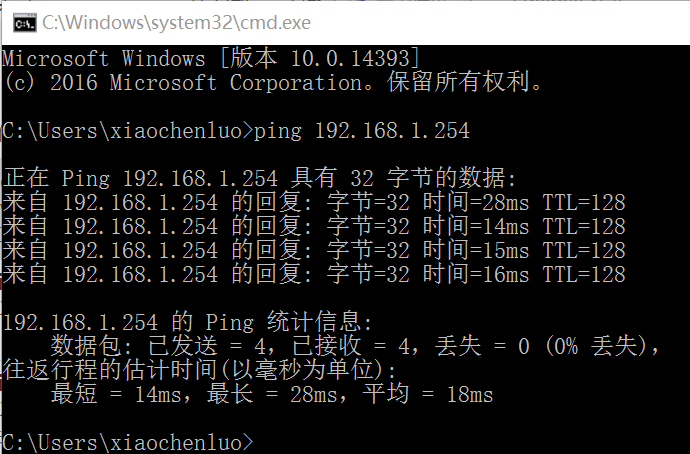 C:\Windows\system32\cmd.exe
Microsoft Windows [版本 10.0.14393]
(c) 2016 Microsoft Corporation。保留所有权利。
C:\Users\xiaochenluo>ping 192.168.1.254
正在 Ping 192.168.1.254 具有 32 字节的数据:
来自 192.168.1.254 的回复: 字节=32 时间=28ms TTL=128
来自 192.168.1.254 的回复: 字节=32 时间=14ms TTL=128
来自 192.168.1.254 的回复: 字节=32 时间=15ms TTL=128
来自 192.168.1.254 的回复: 字节=32 时间=16ms TTL=128
192.168.1.254 的 Ping 统计信息:
数据包: 已发送 = 4，已接收 = 4，丢失 = 0 (0% 丢失)，
往返行程的估计时间(以毫秒为单位):
最短 = 14ms，最长 = 28ms，平均 = 18ms
C:\Users\xiaochenluo>